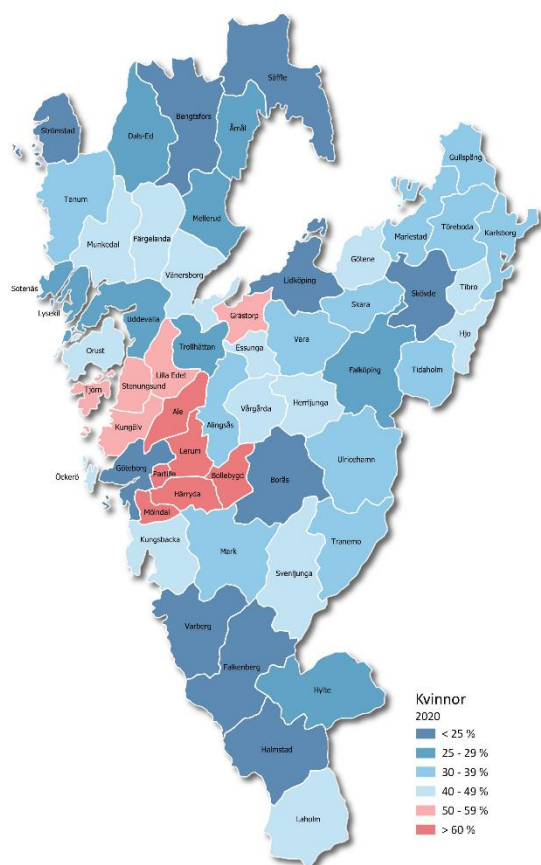 Säffle
Bengtsfors
Strömstad
Dals-Ed
Åmål
Gullspång
Tanum
Mellerud
Töreboda
Karlsborg
Mariestad
Färgelanda
Munkedal
Götene
Vänersborg
Lidköping
Skövde
Tibro
Sotenäs
Skara
Lysekil
Grästorp
Uddevalla
Trollhättan
Hjo
Vara
Essunga
Orust
Tidaholm
Falköping
Lilla Edet
Stenungsund
Tjörn
Herrljunga
Vårgårda
Ale
Alingsås
Kungälv
Lerum
Ulricehamn
Göteborg
Partille
Bollebygd
Öckerö
Borås
Härryda
Mölndal
Kungsbacka
Mark
Tranemo
Svenljunga
Varberg
Falkenberg
Hylte
Halmstad
Laholm
Kvinnor
2020
< 25 %
25 - 29 %
30 - 39 %
40 - 49 %
50 - 59 %
> 60 %